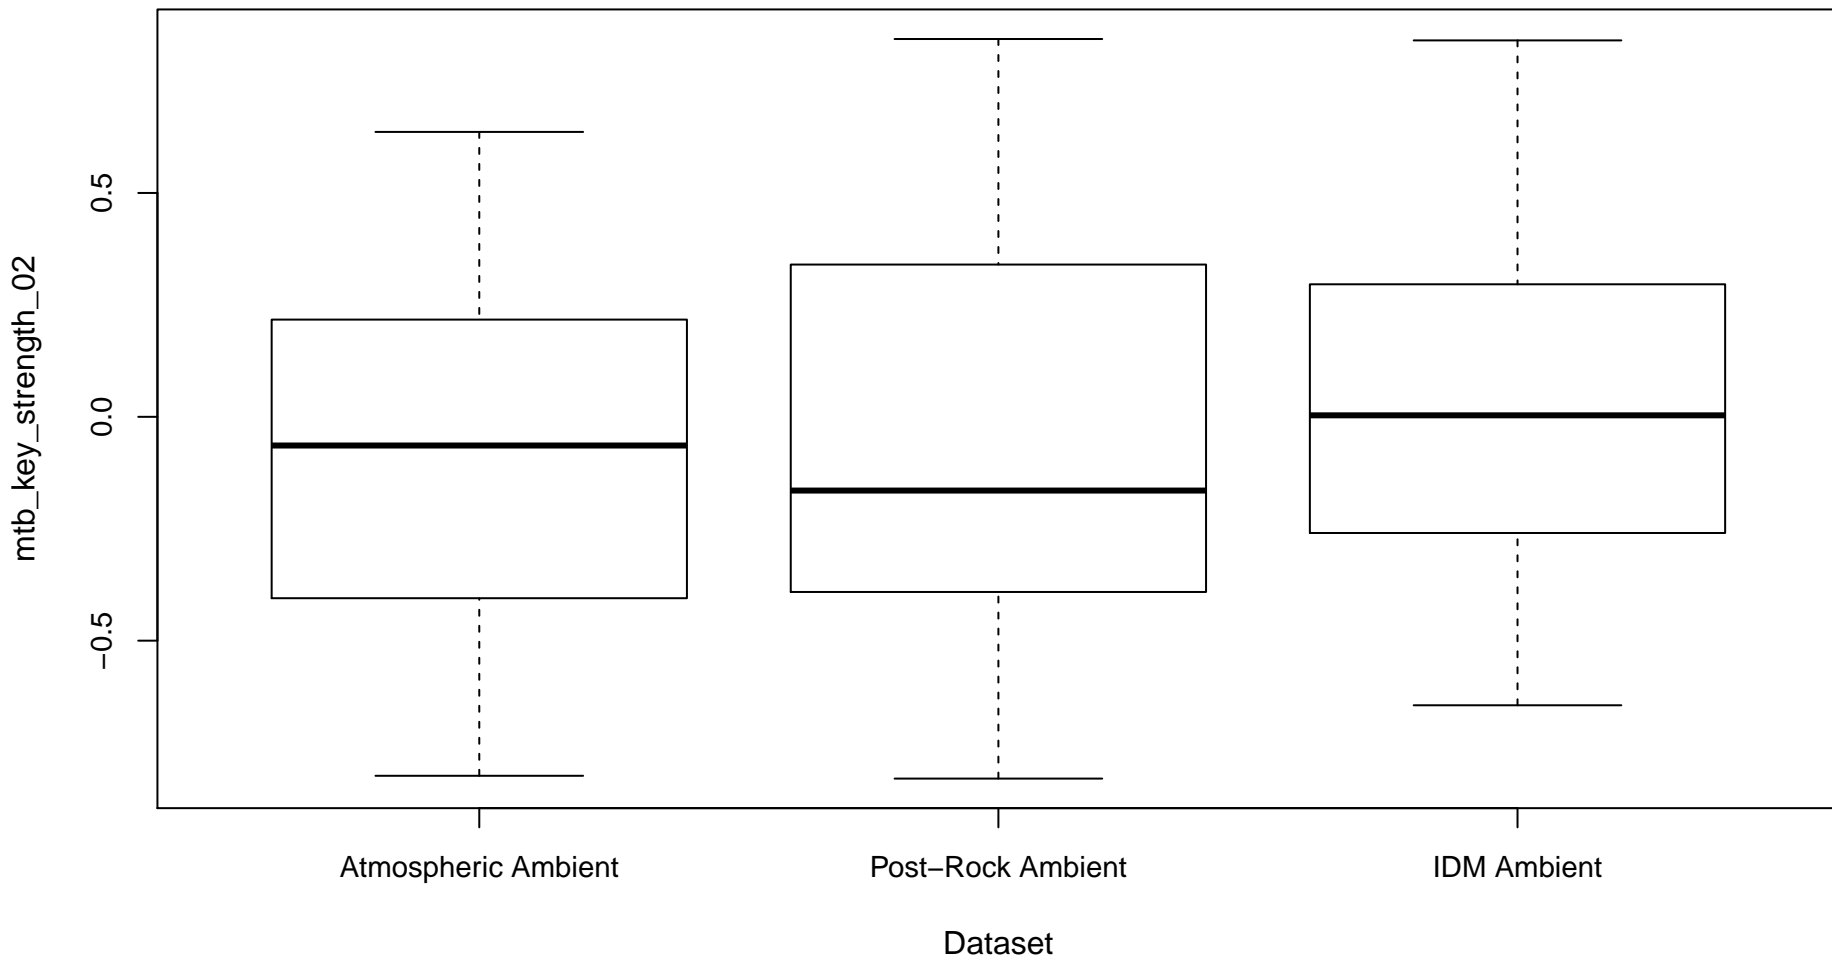 mtb_key_strength_02
0.5
0.0
−0.5
Atmospheric Ambient
Post−Rock Ambient
IDM Ambient
Dataset